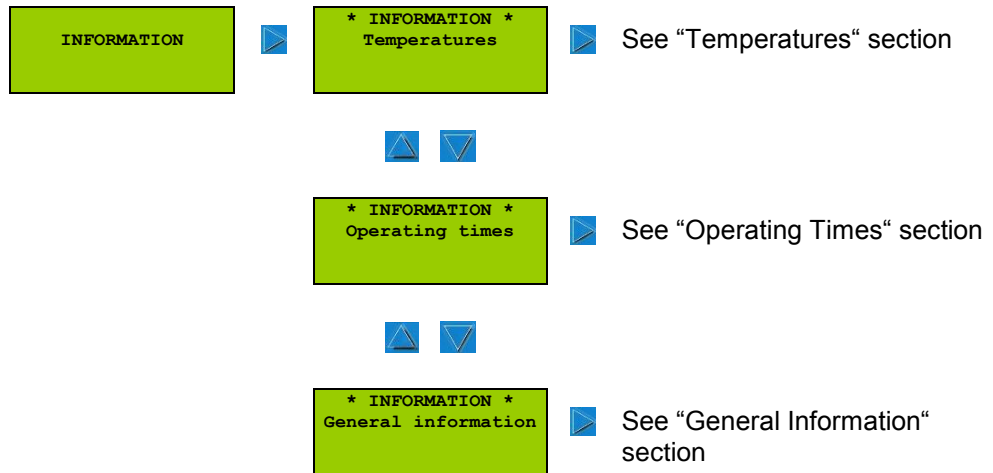 INFORMATION
* INFORMATION *
Temperatures
See “Temperatures“ section
* INFORMATION *
Operating times
See “Operating Times“ section
* INFORMATION *
General information
See “General Information“
section